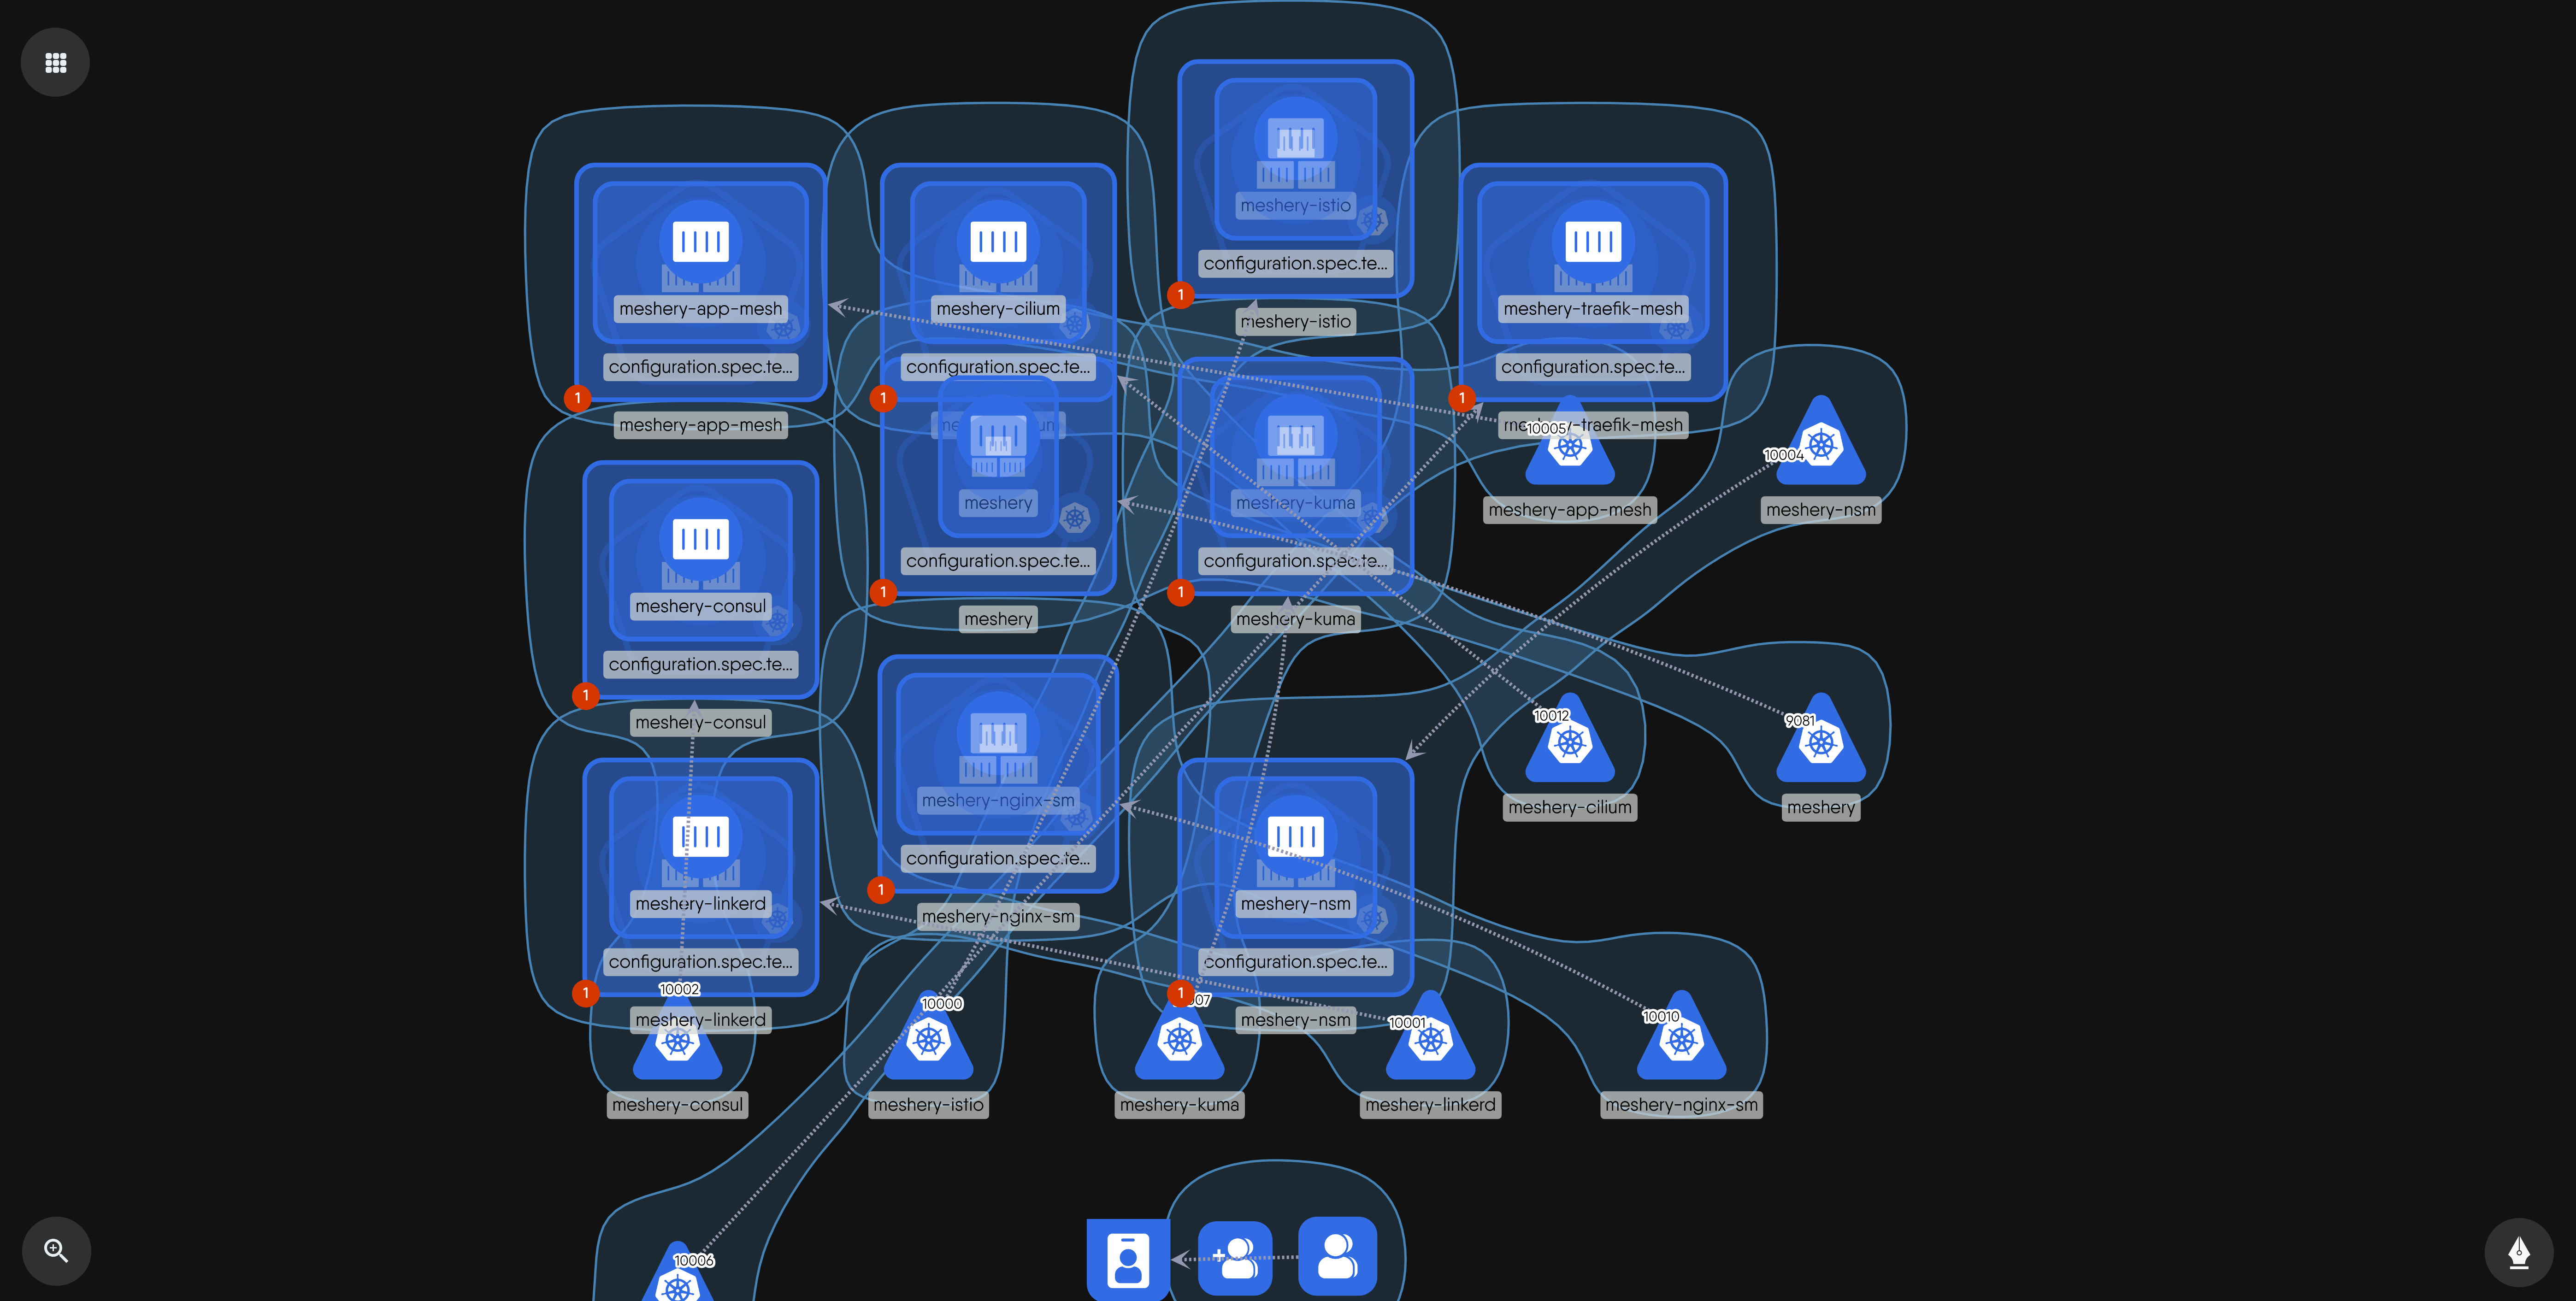 meshery-istio
configuration.spec.te...
1
meshery-istio
meshery-app-mesh
configuration.spec.te...
1
meshery-app-mesh
meshery-cilium
configuration.spec.te...
1
meshery-traefik-mesh
configuration.spec.te...
1
10005
10004
meshery-app-mesh
meshery-nsm
meshery
configuration.spec.te...
1
meshery
meshery-kuma
configuration.spec.te...
1
meshery-kuma
meshery-consul
configuration.spec.te...
1
meshery-consul
10012
meshery-cilium
9081
meshery
meshery-nginx-sm
configuration.spec.te...
1
meshery-nginx-sm
meshery-linkerd
configuration.spec.te...
1
meshery-linkerd
meshery-nsm
configuration.spec.te...
1
meshery-nsm
10002
meshery-consul
10000
meshery-istio
meshery-kuma
10001
meshery-linkerd
10010
meshery-nginx-sm
10006